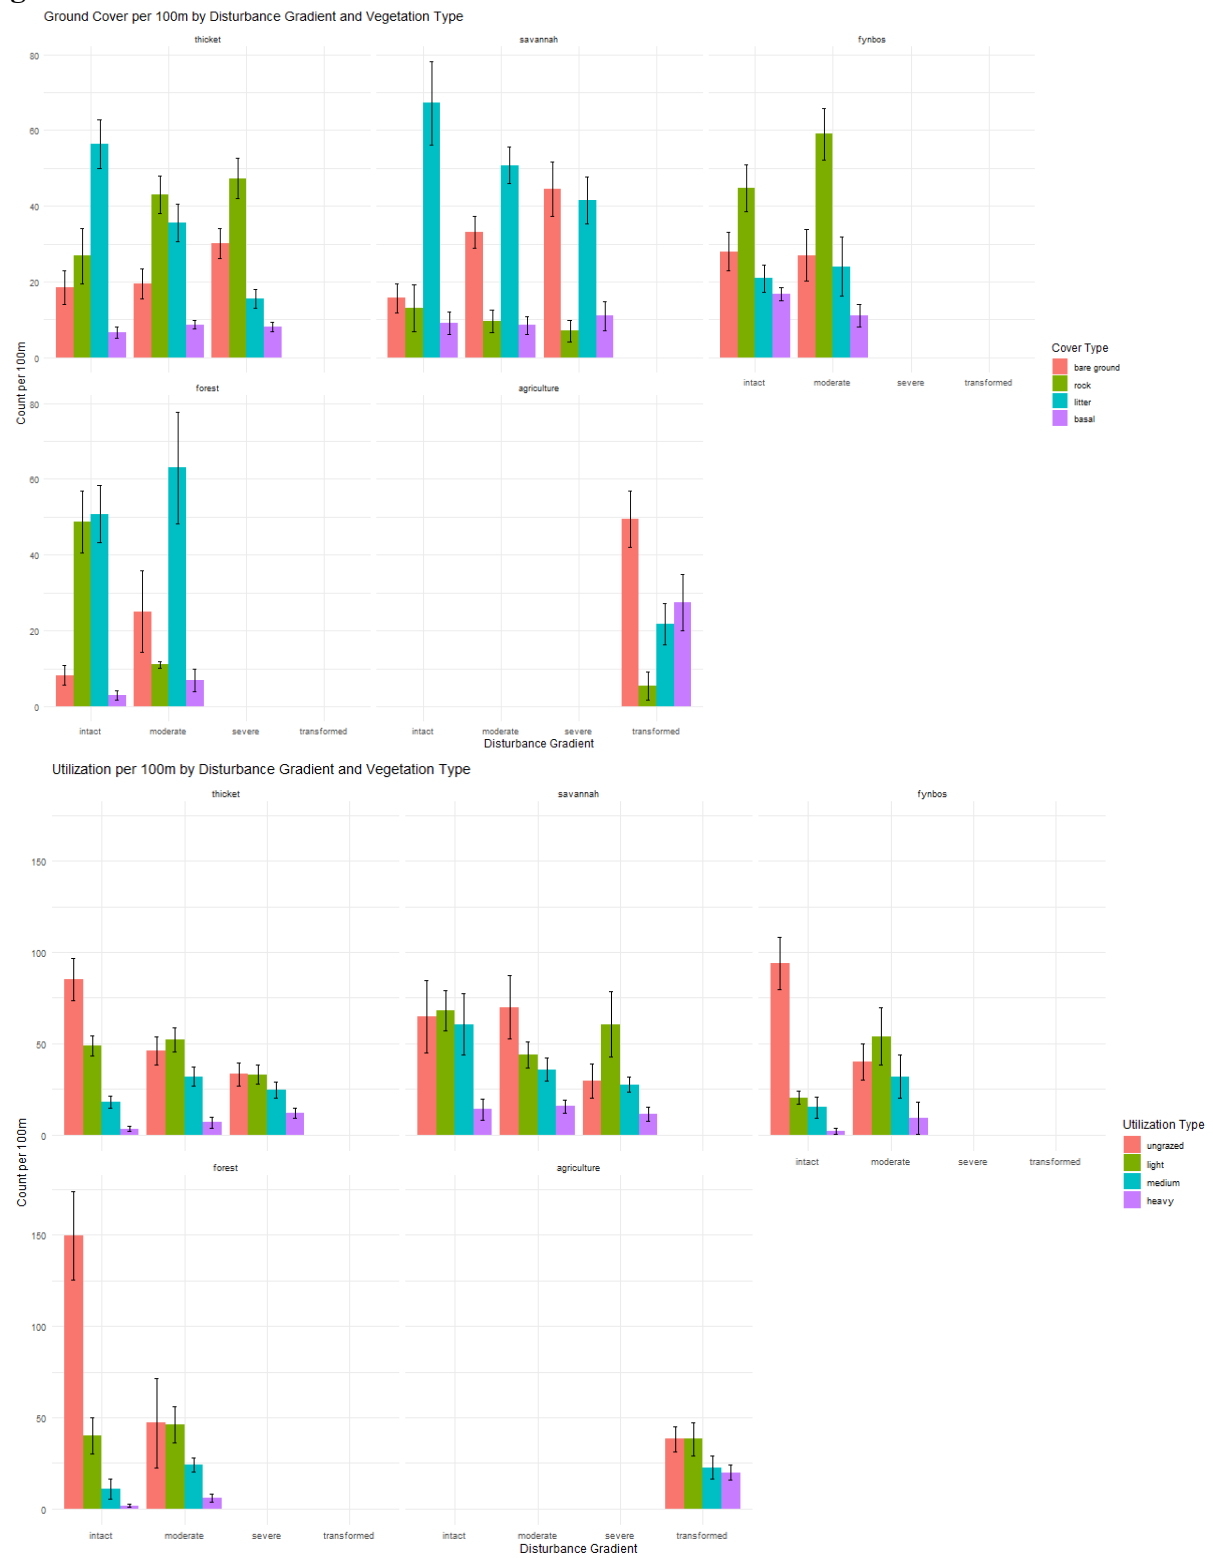 Ground Cover per 100m by Disturbance Gradient and Vegetation Type
thicket savannah fynbos
80
60
40
20
0
intact moderate severe transformed
Count per 100m
Cover Type
bare ground
rock
litter
basal
forest agriculture
80
60
40
20
0
intact moderate severe transformed intact moderate severe transformed
Disturbance Gradient
Utilization per 100m by Disturbance Gradient and Vegetation Type
thicket savannah fynbos
150
100
50
0
intact moderate severe transformed
Count per 100m
Utilization Type
ungrazed
light
medium
heavy
forest agriculture
150
100
50
0
intact moderate severe transformed intact moderate severe transformed
Disturbance Gradient